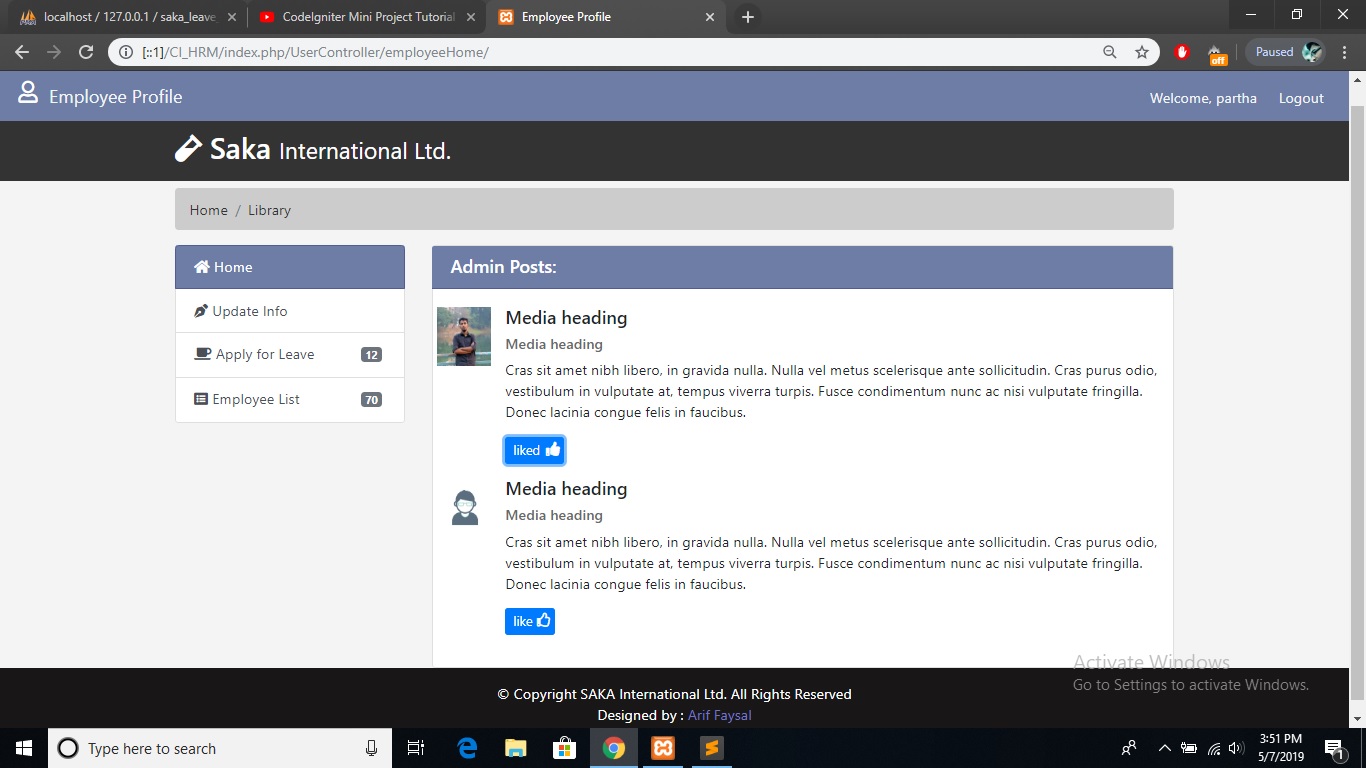 localhost / 127.0.0.1 / saka_leave
CodeIgniter Mini Project Tutorial
Employee Profile
[::1]/CI_HRM/index.php/UserController/employeeHome/
off
Paused
Employee Profile
Welcome, partha
Logout
Saka International Ltd.
Home / Library
Home
Update Info
Apply for Leave 12
Employee List 70
Admin Posts:
Media heading
Media heading
Cras sit amet nibh libero, in gravida nulla. Nulla vel metus scelerisque ante sollicitudin. Cras purus odio,
vestibulum in vulputate at, tempus viverra turpis. Fusce condimentum nunc ac nisi vulputate fringilla.
Donec lacinia congue felis in faucibus.
liked
Media heading
Media heading
Cras sit amet nibh libero, in gravida nulla. Nulla vel metus scelerisque ante sollicitudin. Cras purus odio,
vestibulum in vulputate at, tempus viverra turpis. Fusce condimentum nunc ac nisi vulputate fringilla.
Donec lacinia congue felis in faucibus.
like
Activate Windows
Go to Settings to activate Windows.
© Copyright SAKA International Ltd. All Rights Reserved
Designed by : Arif Faysal
Type here to search
3:51 PM
5/7/2019
1